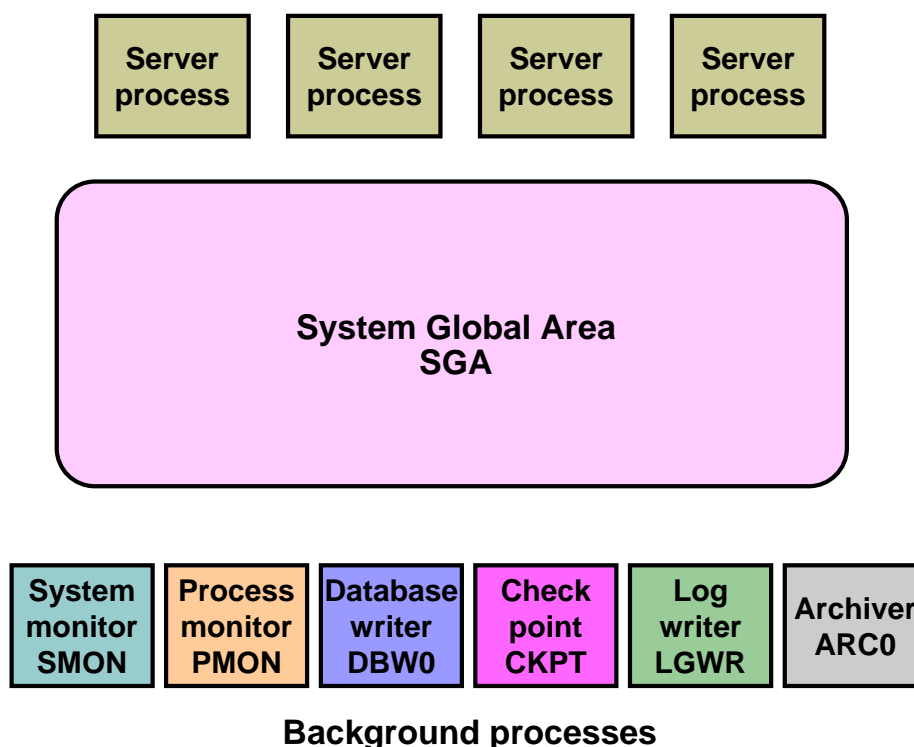 Server
process
Server
process
Server
process
Server
process
System Global Area
SGA
System
monitor
SMON
Process
monitor
PMON
Database
writer
DBW0
Check
point
CKPT
Log
writer
LGWR
Archiver
ARC0
Background processes